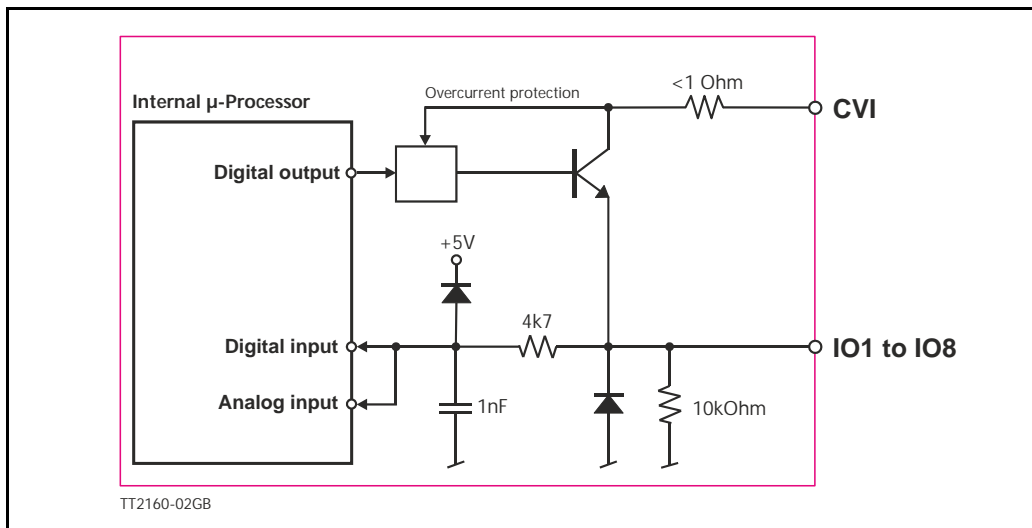 <1 Ohm
Overcurrent protection
CVI
Internal µ-Processor
Digital output
+5V
4k7
Digital input
IO1 to IO8
Analog input
1nF
10kOhm
TT2160-02GB